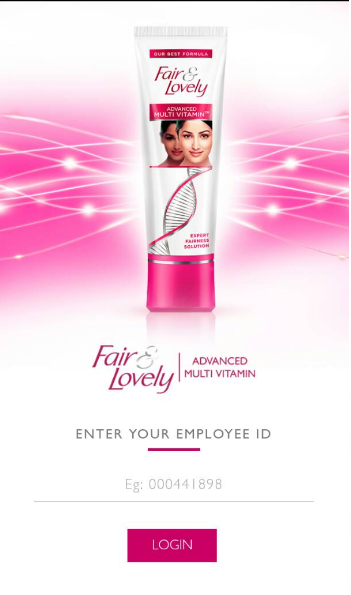 OUR BEST FORMULA
Fair &
Lovely
ADVANCED
MULTI VITAMIN™
EXPERT
FAIRNESS
SOLUTION
Fair &
Lovely
ADVANCED
MULTI VITAMIN
ENTER YOUR EMPLOYEE ID
Eg: 000441898
LOGIN